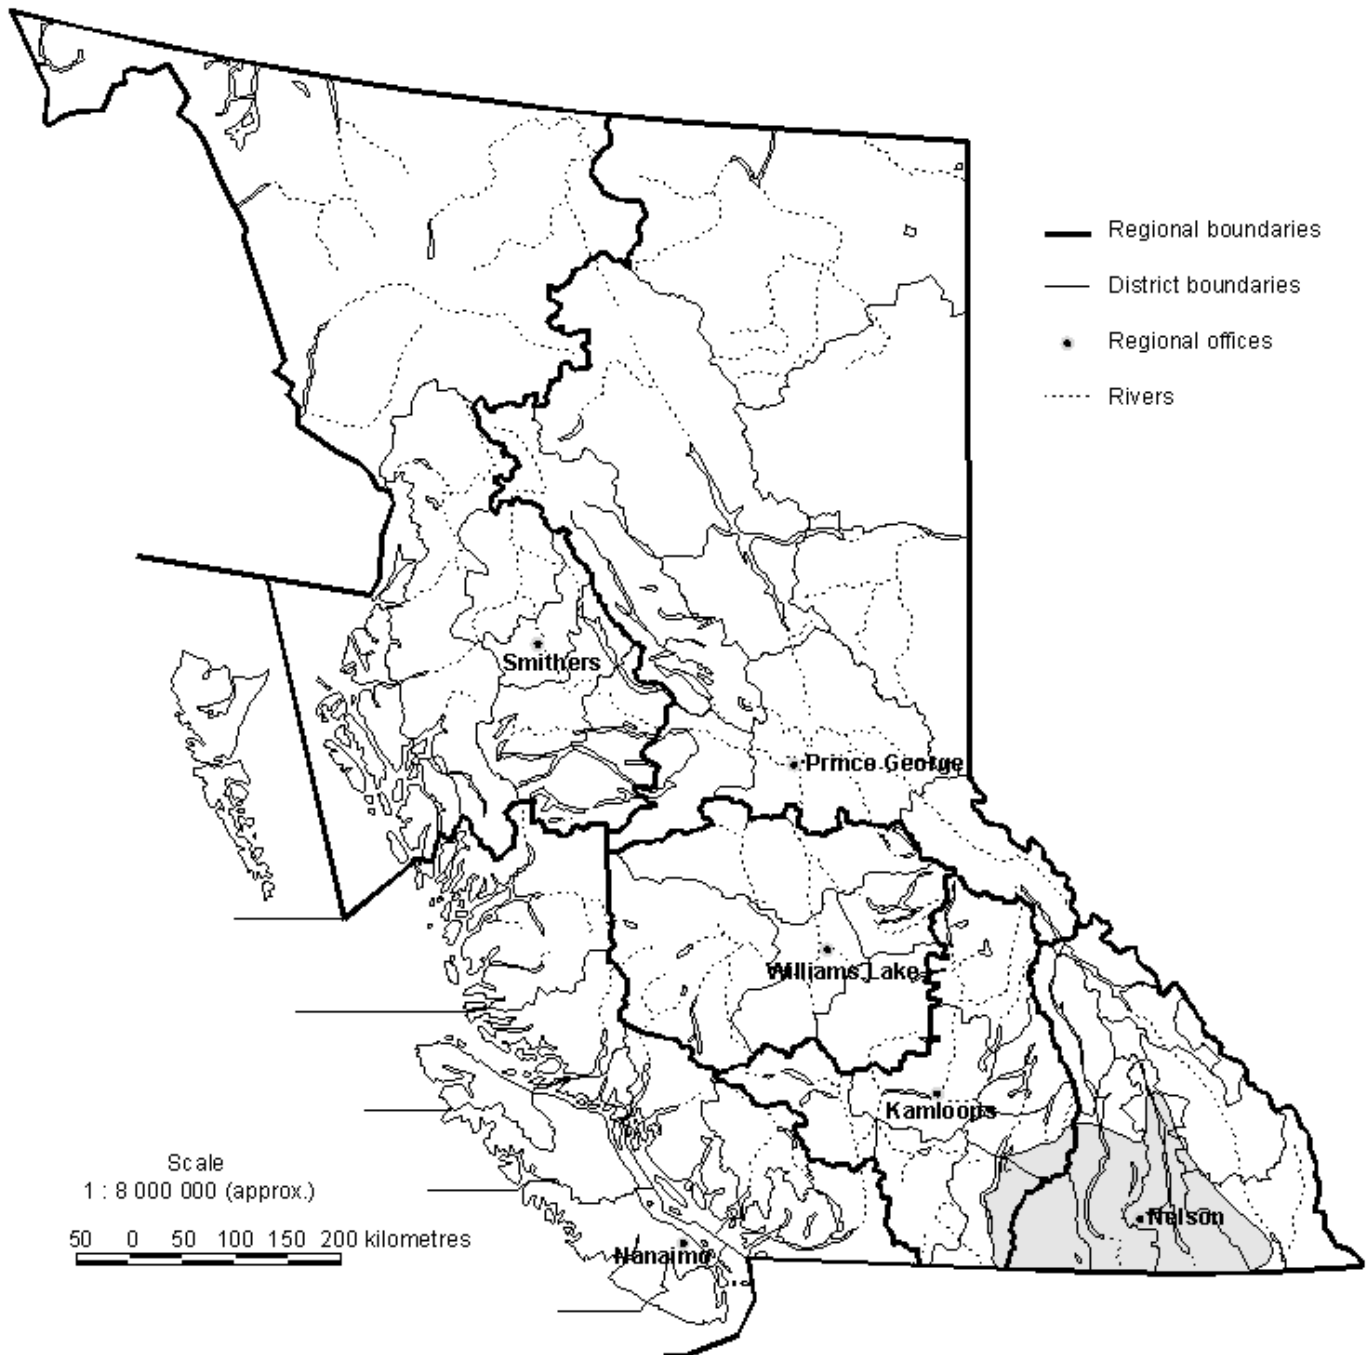 Regional boundaries
District boundaries
Regional offices
Rivers
Smithers
Prince George
Williams Lake
Kamloops
Nelson
Nanaimo
Scale
1 : 8 000 000 (approx.)
50 0 50 100 150 200 kilometres